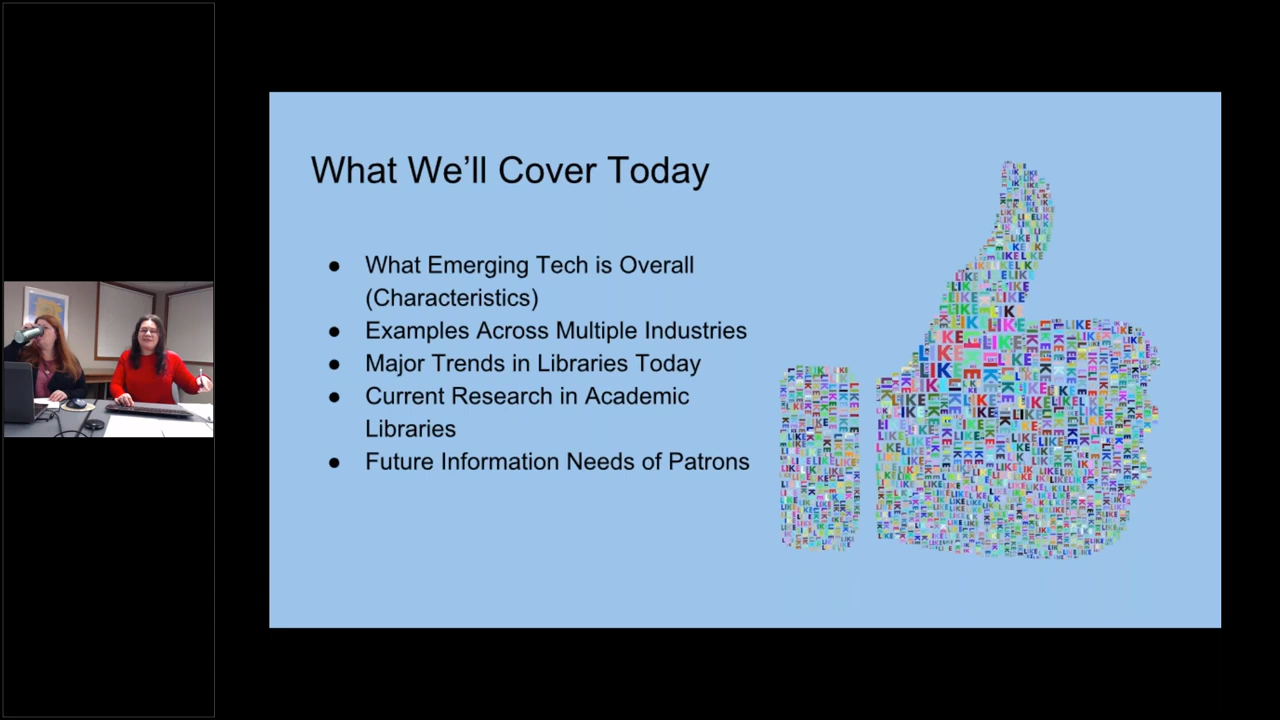 What We'll Cover Today
● What Emerging Tech is Overall
(Characteristics)
● Examples Across Multiple Industries
● Major Trends in Libraries Today
● Current Research in Academic
Libraries
● Future Information Needs of Patrons
LIKE